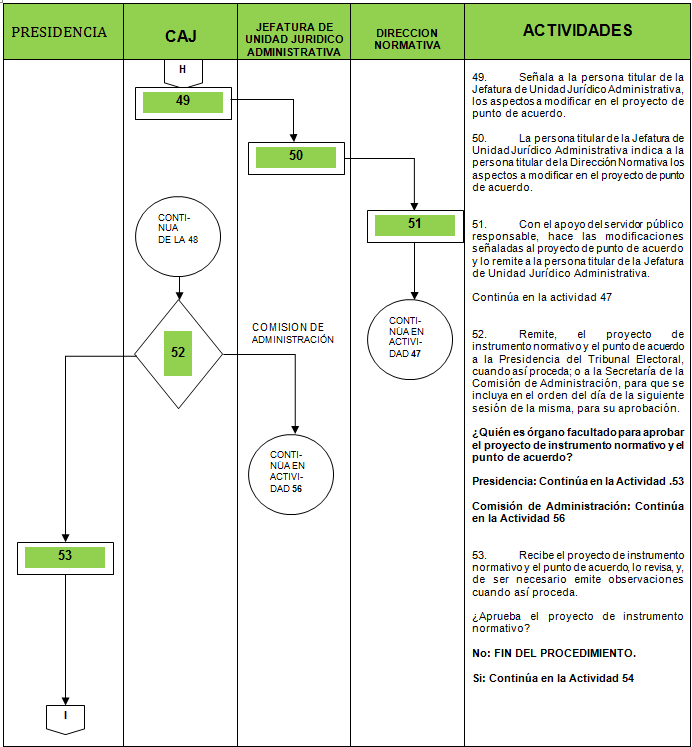 PRESIDENCIA
CAJ
JEFATURA DE
UNIDAD JURIDICO
ADMINISTRATIVA
DIRECCION
NORMATIVA
ACTIVIDADES
H
49
50
51
CONTI-
NUA
DE LA 48
CONTI-
NÚA EN
ACTIVI-
DAD 47
52
COMISION DE
ADMINISTRACIÓN
CONTI-
NÚA EN
ACTIVI-
DAD 56
53
I
49. Señala a la persona titular de la
Jefatura de Unidad Jurídico Administrativa,
los aspectos a modificar en el proyecto de
punto de acuerdo.
50. La persona titular de la Jefatura de
Unidad Jurídico Administrativa indica a la
persona titular de la Dirección Normativa los
aspectos a modificar en el proyecto de punto
de acuerdo.
51. Con el apoyo del servidor público
responsable, hace las modificaciones
señaladas al proyecto de punto de acuerdo
y lo remite a la persona titular de la Jefatura
de Unidad Jurídico Administrativa.
Continúa en la actividad 47
52. Remite, el proyecto de
instrumento normativo y el punto de acuerdo
a la Presidencia del Tribunal Electoral,
cuando así proceda; o a la Secretaría de la
Comisión de Administración, para que se
incluya en el orden del día de la siguiente
sesión de la misma, para su aprobación.
¿Quién es órgano facultado para aprobar
el proyecto de instrumento normativo y el
punto de acuerdo?
Presidencia: Continúa en la Actividad .53
Comisión de Administración: Continúa
en la Actividad 56
53. Recibe el proyecto de instrumento
normativo y el punto de acuerdo, lo revisa, y,
de ser necesario emite observaciones
cuando así proceda.
¿Aprueba el proyecto de instrumento
normativo?
No: FIN DEL PROCEDIMIENTO.
Si: Continúa en la Actividad 54